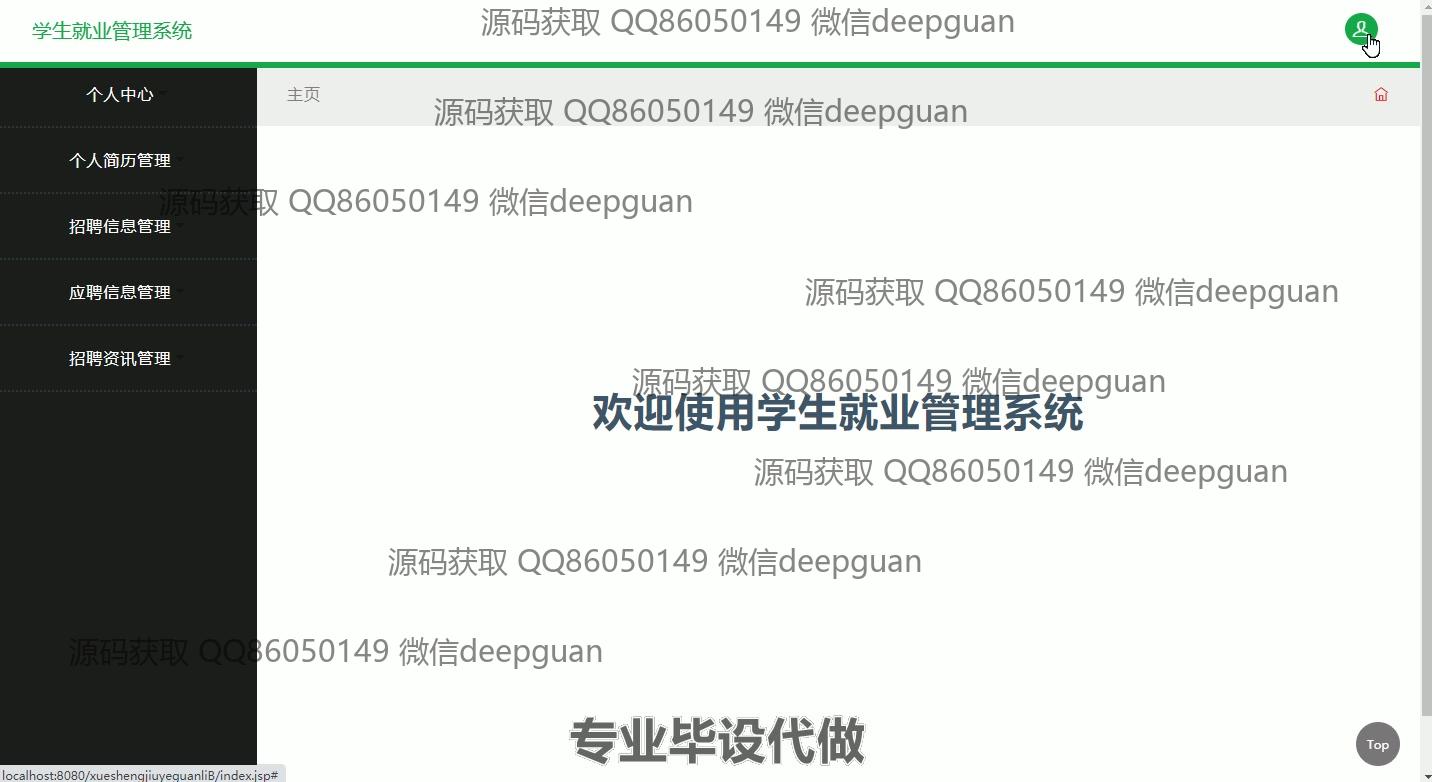 学生就业管理系统
源码获取 QQ86050149 微信deepguan
个人中心
主页
源码获取 QQ86050149 微信deepguan
个人简历管理
源码获取 QQ86050149 微信deepguan
招聘信息管理
应聘信息管理
源码获取 QQ86050149 微信deepguan
招聘资讯管理
源码获取 QQ86050149 微信deepguan
欢迎使用学生就业管理系统
源码获取 QQ86050149 微信deepguan
源码获取 QQ86050149 微信deepguan
源码获取 QQ86050149 微信deepguan
专业毕设代做
Top
localhost:8080/xueshengjiuyeguanliB/index.jsp#